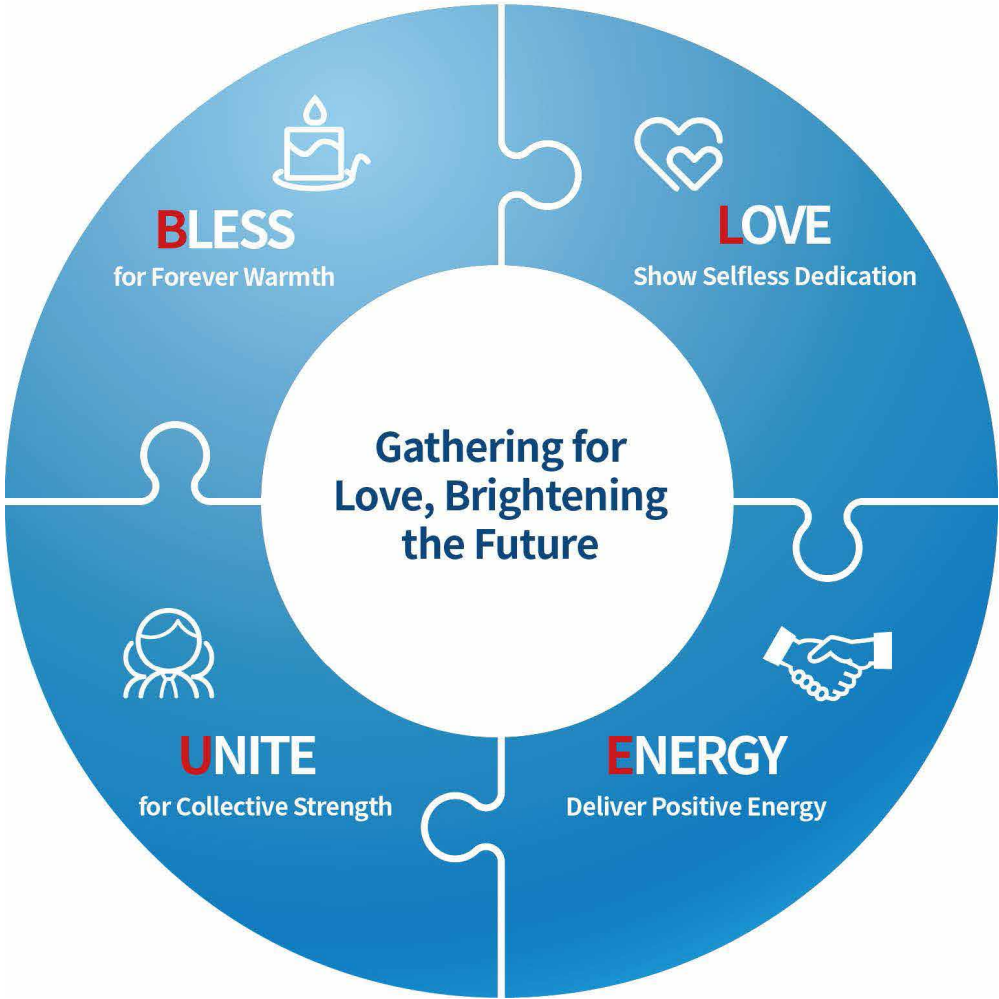 BLESS
for Forever Warmth
LOVE
Show Selfless Dedication
Gathering for
Love, Brightening
the Future
UNITE
for Collective Strength
ENERGY
Deliver Positive Energy